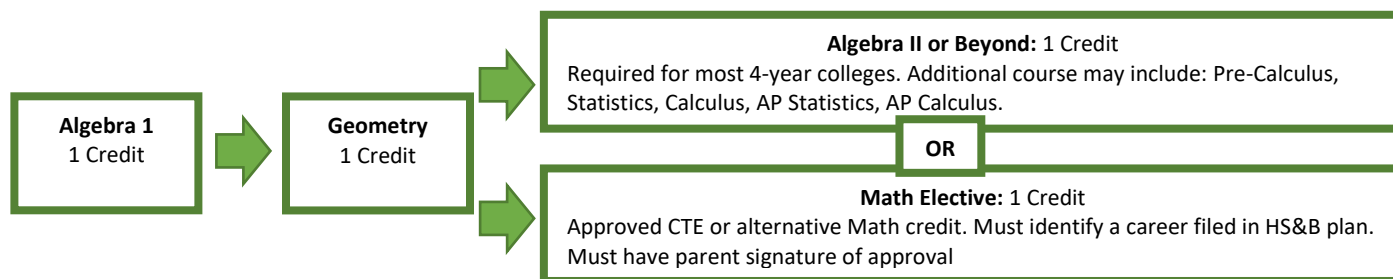 Algebra 1
1 Credit
Geometry
1 Credit
Algebra II or Beyond: 1 Credit
Required for most 4-year colleges. Additional course may include: Pre-Calculus,
Statistics, Calculus, AP Statistics, AP Calculus.
OR
Math Elective: 1 Credit
Approved CTE or alternative Math credit. Must identify a career filed in HS&B plan.
Must have parent signature of approval